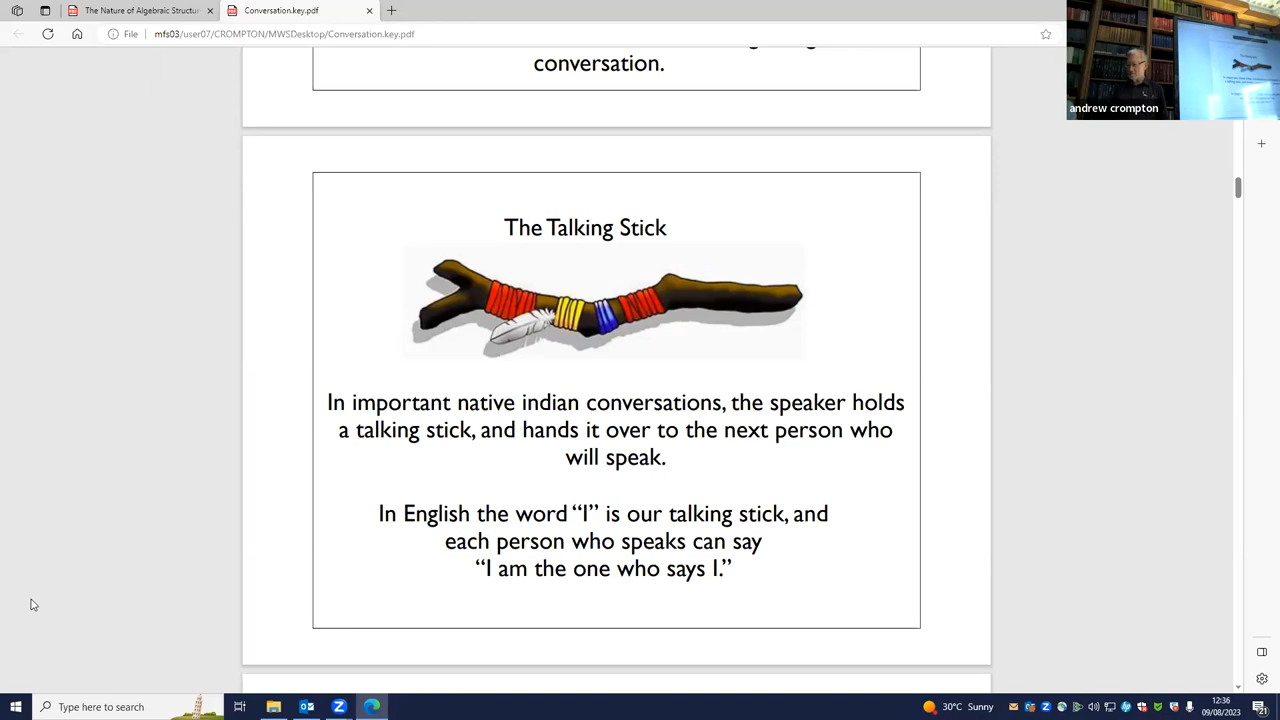 The Nature of Algebraic Structur
Conversation.key.pdf
File
mfs03/user07/CROMPTON/MWSDesktop/Conversation.key.pdf
andrew crompton
conversation.
The Talking Stick
In important native indian conversations, the speaker holds
a talking stick, and hands it over to the next person who
will speak.
In English the word “I” is our talking stick, and
each person who speaks can say
“I am the one who says I.”
Type here to search
30°C Sunny
12:36
09/08/2023
21